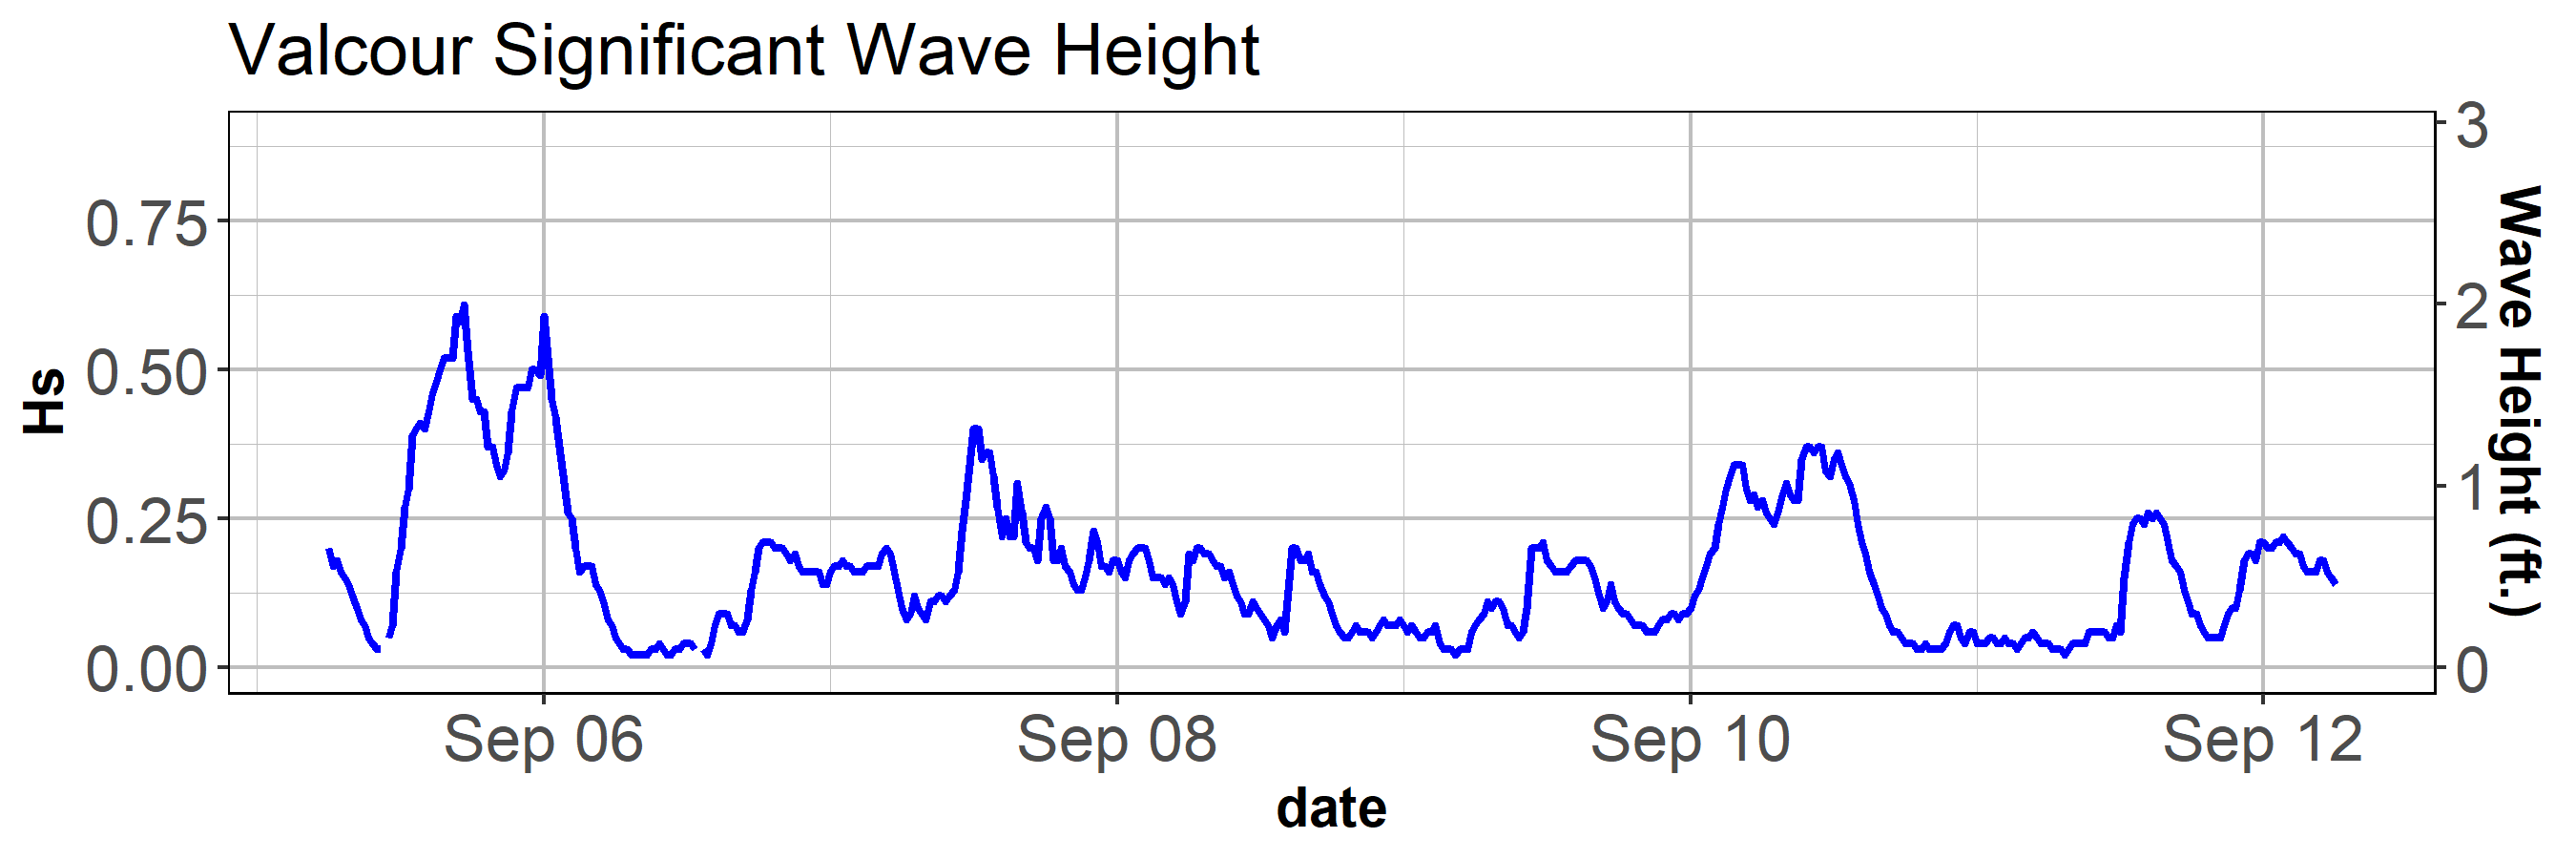 Valcour Significant Wave Height
Hs
0.75
0.50
0.25
0.00
3
2
1
0
Wave Height (ft.)
Sep 06 Sep 08 Sep 10 Sep 12
date